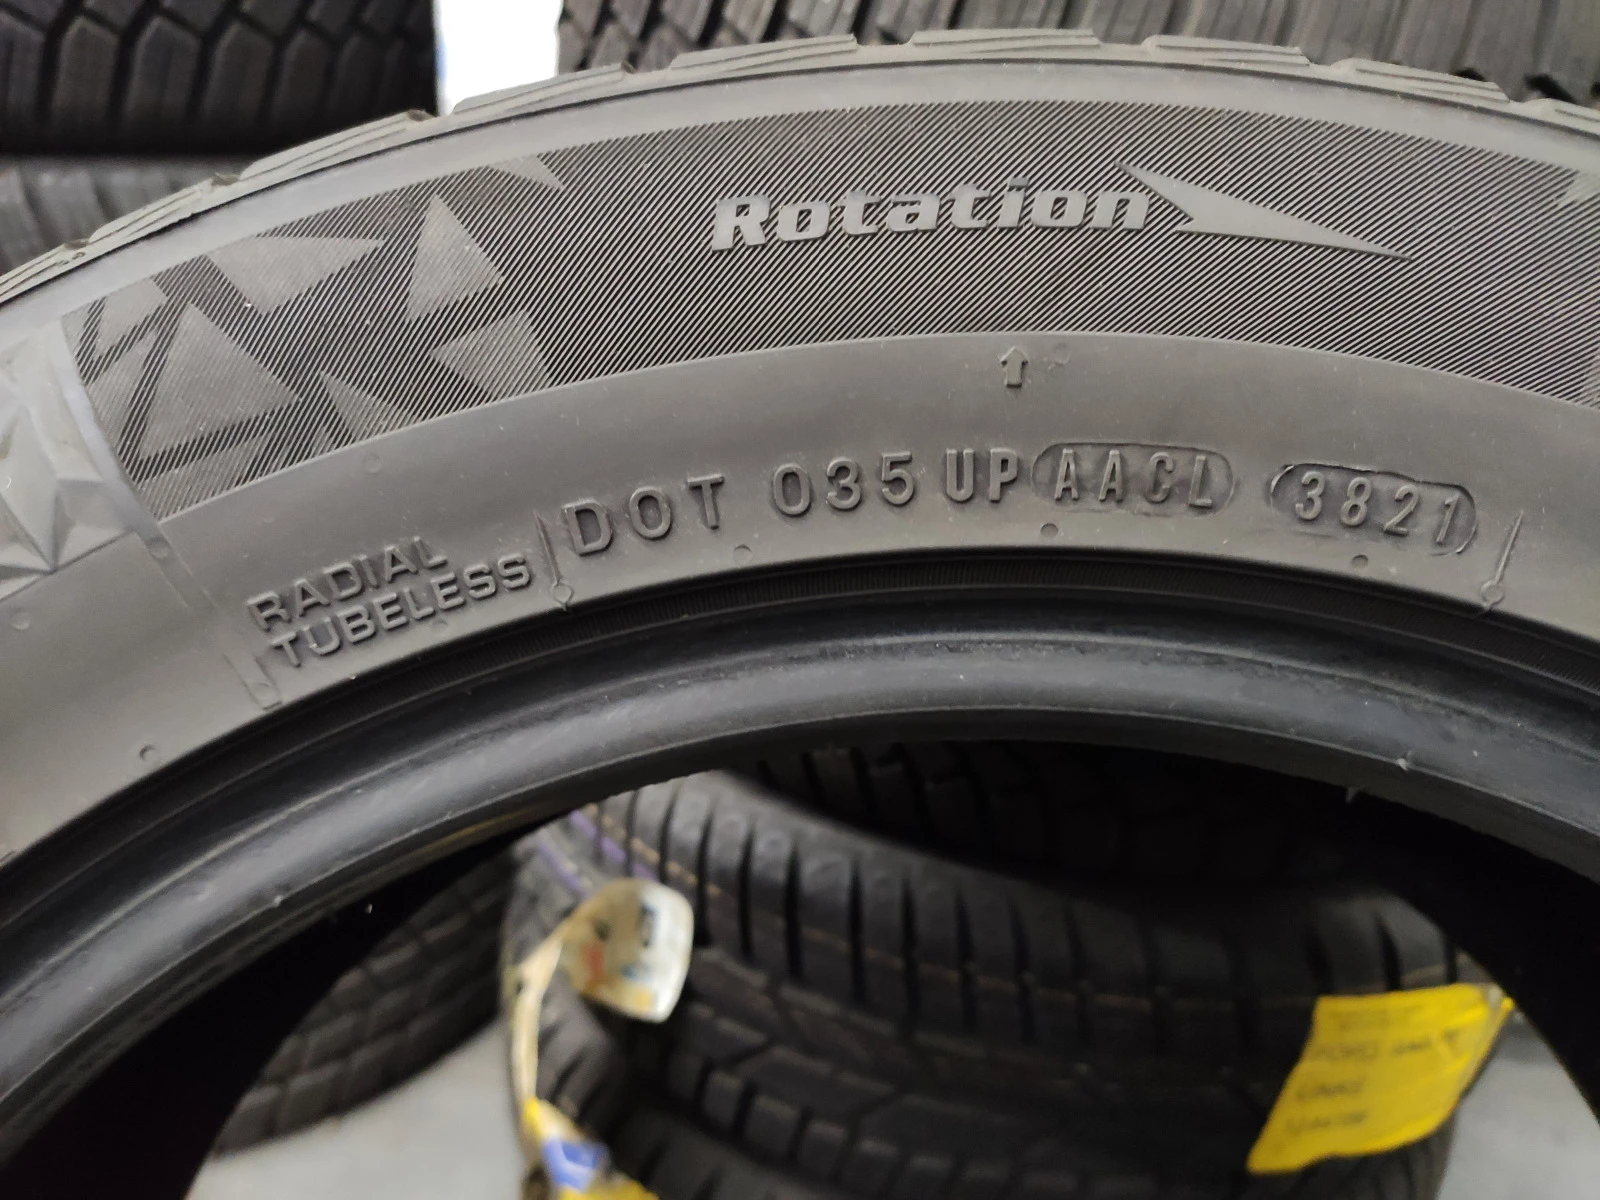 Rotation
DOT 035 UP AACL 3821
RADIAL
TUBELESS